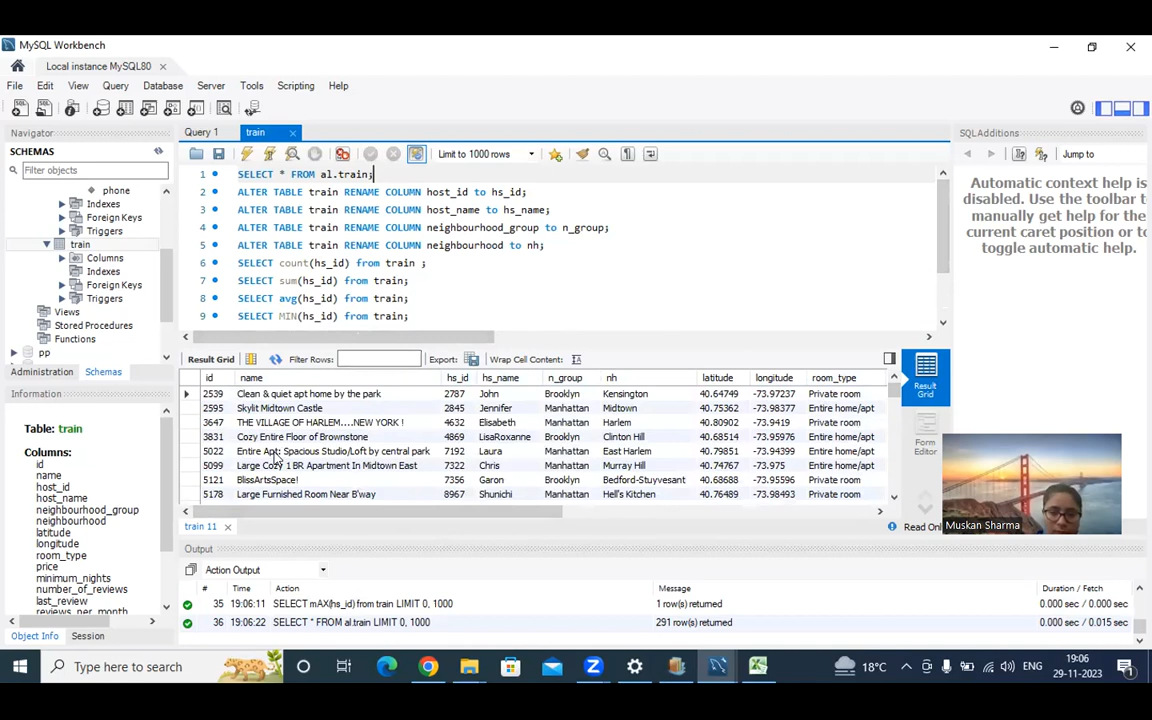 MySQL Workbench
Local instance MySQL80
File Edit View Query Database Server Tools Scripting Help
Navigator
SCHEMAS
Filter objects
phone
Indexes
Foreign Keys
Triggers
train
Columns
Indexes
Foreign Keys
Triggers
Views
Stored Procedures
Functions
pp
Administration Schemas
Information
Table: train
Columns:
id
name
host_id
host_name
neighbourhood_group
neighbourhood
latitude
longitude
room_type
price
minimum_nights
number_of_reviews
last_review
reviews_per_month
Object Info Session
Query 1 train
Limit to 1000 rows
1 SELECT * FROM al.train;
2 ALTER TABLE train RENAME COLUMN host_id to hs_id;
3 ALTER TABLE train RENAME COLUMN host_name to hs_name;
4 ALTER TABLE train RENAME COLUMN neighbourhood_group to n_group;
5 ALTER TABLE train RENAME COLUMN neighbourhood to nh;
6 SELECT count(hs_id) from train ;
7 SELECT sum(hs_id) from train;
8 SELECT avg(hs_id) from train;
9 SELECT MIN(hs_id) from train;
Result Grid Filter Rows: Export: Wrap Cell Content:
id name hs_id hs_name n_group nh latitude longitude room_type
2539 Clean & quiet apt home by the park 2787 John Brooklyn Kensington 40.64749 -73.97237 Private room
2595 Skylit Midtown Castle 2845 Jennifer Manhattan Midtown 40.75362 -73.98377 Entire home/apt
3647 THE VILLAGE OF HARLEM....NEW YORK ! 4632 Elisabeth Manhattan Harlem 40.80902 -73.9419 Private room
3831 Cozy Entire Floor of Brownstone 4869 LisaRoxanne Brooklyn Clinton Hill 40.68514 -73.95976 Entire home/apt
5022 Entire Apt: Spacious Studio/Loft by central park 7192 Laura Manhattan East Harlem 40.79851 -73.94399 Entire home/apt
5099 Large Cozy 1 BR Apartment In Midtown East 7322 Chris Manhattan Murray Hill 40.74767 -73.975 Entire home/apt
5121 BlissArtsSpace! 7356 Garon Brooklyn Bedford-Stuyvesant 40.68688 -73.95596 Private room
5178 Large Furnished Room Near B'way 8967 Shunichi Manhattan Hell's Kitchen 40.76489 -73.98493 Private room
train 11
Read Onl
Result
Grid
Form
Editor
SQLAdditions
Jump to
Automatic context help is
disabled. Use the toolbar t
manually get help for the
current caret position or to
toggle automatic help.
Muskan Sharma
Output
Action Output
# Time Action Message Duration / Fetch
35 19:06:11 SELECT mAX(hs_id) from train LIMIT 0, 1000 1 row(s) returned 0.000 sec / 0.000 sec
36 19:06:22 SELECT * FROM al.train LIMIT 0, 1000 291 row(s) returned 0.000 sec / 0.015 sec
Type here to search
18°C
ENG
19:06
29-11-2023
1